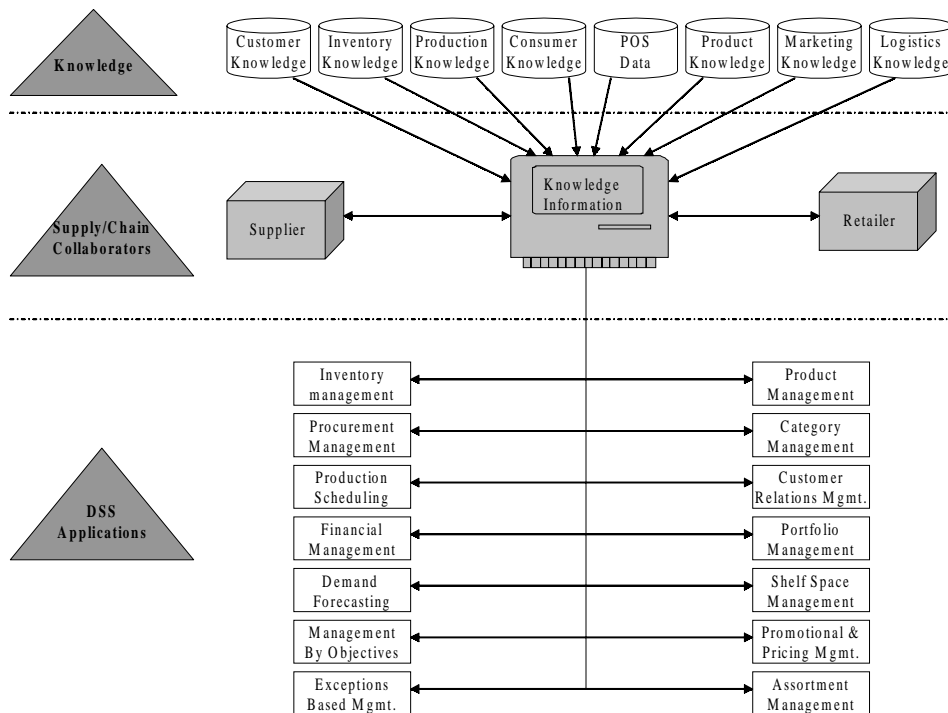 Knowledge
Customer
Knowledge
Inventory
Knowledge
Production
Knowledge
Consumer
Knowledge
POS
Data
Product
Knowledge
Marketing
Knowledge
Logistics
Knowledge
Supply/Chain
Collaborators
Supplier
Knowledge
Information
Retailer
DSS
Applications
Inventory
management
Product
Management
Procurement
Management
Category
Management
Production
Scheduling
Customer
Relations Mgmt.
Financial
Management
Portfolio
Management
Demand
Forecasting
Shelf Space
Management
Management
By Objectives
Promotional &
Pricing Mgmt.
Exceptions
Based Mgmt.
Assortment
Management